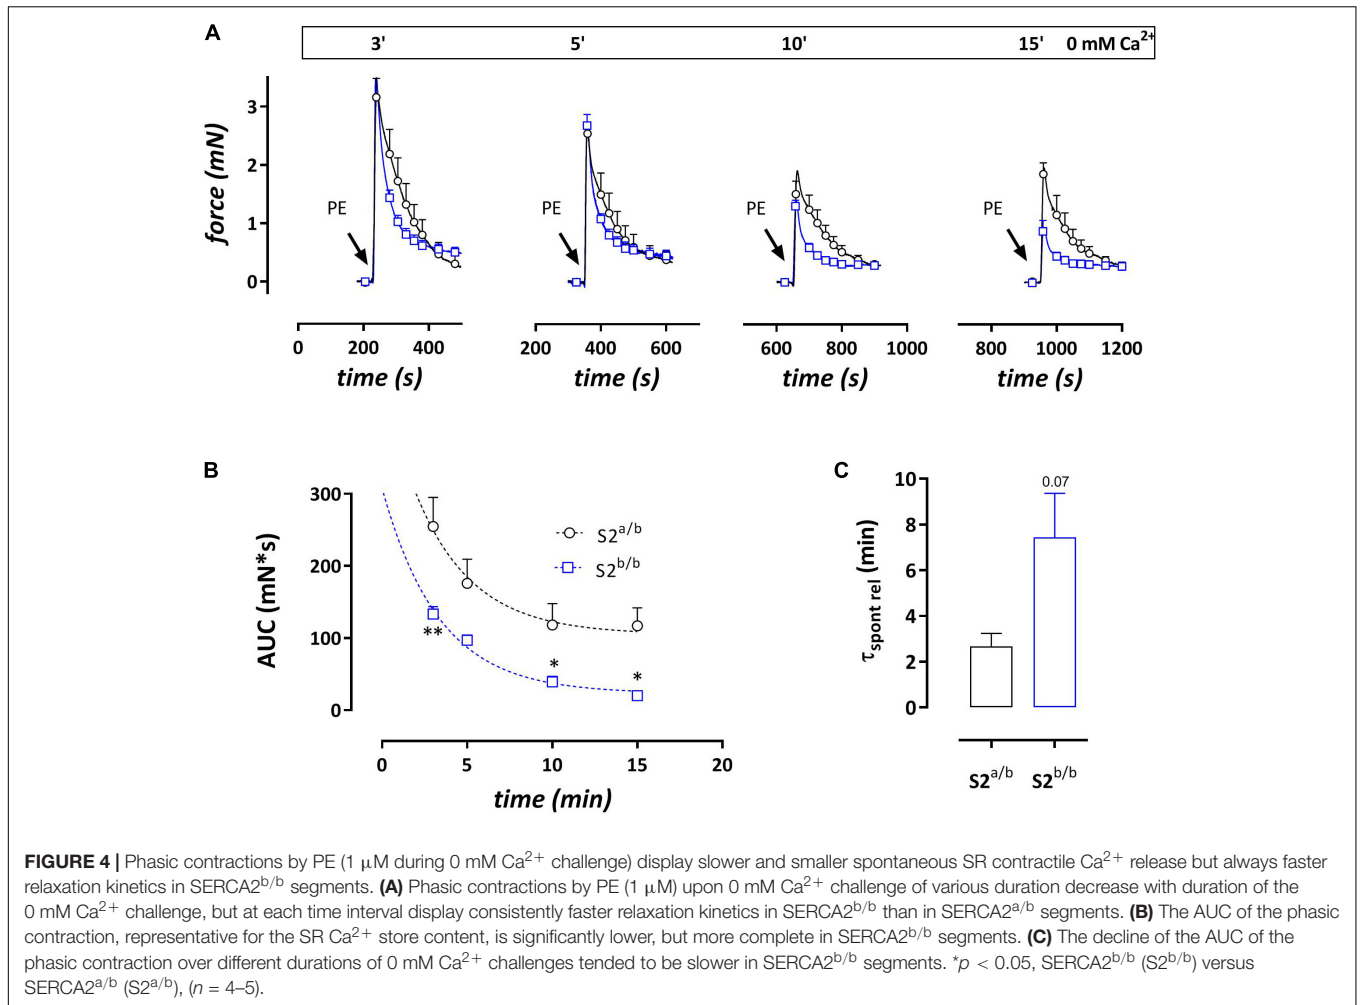 A
3' 5' 10' 15' 0 mM Ca²⁺
force (mN)
3
2
1
0
PE PE PE PE
0 200 400 200 400 600 600 800 1000 800 1000 1200
time (s) time (s) time (s) time (s)
B
AUC (mN*s)
300
200
100
0
S2ᵃ/ᵇ
S2ᵇ/ᵇ
**
*
*
0 5 10 15 20
time (min)
C
τspont rel (min)
10
8
6
4
2
0
0.07
S2ᵃ/ᵇ S2ᵇ/ᵇ
FIGURE 4 | Phasic contractions by PE (1 μM during 0 mM Ca²⁺ challenge) display slower and smaller spontaneous SR contractile Ca²⁺ release but always faster
relaxation kinetics in SERCA2ᵇ/ᵇ segments. (A) Phasic contractions by PE (1 μM) upon 0 mM Ca²⁺ challenge of various duration decrease with duration of the
0 mM Ca²⁺ challenge, but at each time interval display consistently faster relaxation kinetics in SERCA2ᵇ/ᵇ than in SERCA2ᵃ/ᵇ segments. (B) The AUC of the phasic
contraction, representative for the SR Ca²⁺ store content, is significantly lower, but more complete in SERCA2ᵇ/ᵇ segments. (C) The decline of the AUC of the
phasic contraction over different durations of 0 mM Ca²⁺ challenges tended to be slower in SERCA2ᵇ/ᵇ segments. *p < 0.05, SERCA2ᵇ/ᵇ (S2ᵇ/ᵇ) versus
SERCA2ᵃ/ᵇ (S2ᵃ/ᵇ), (n = 4–5).